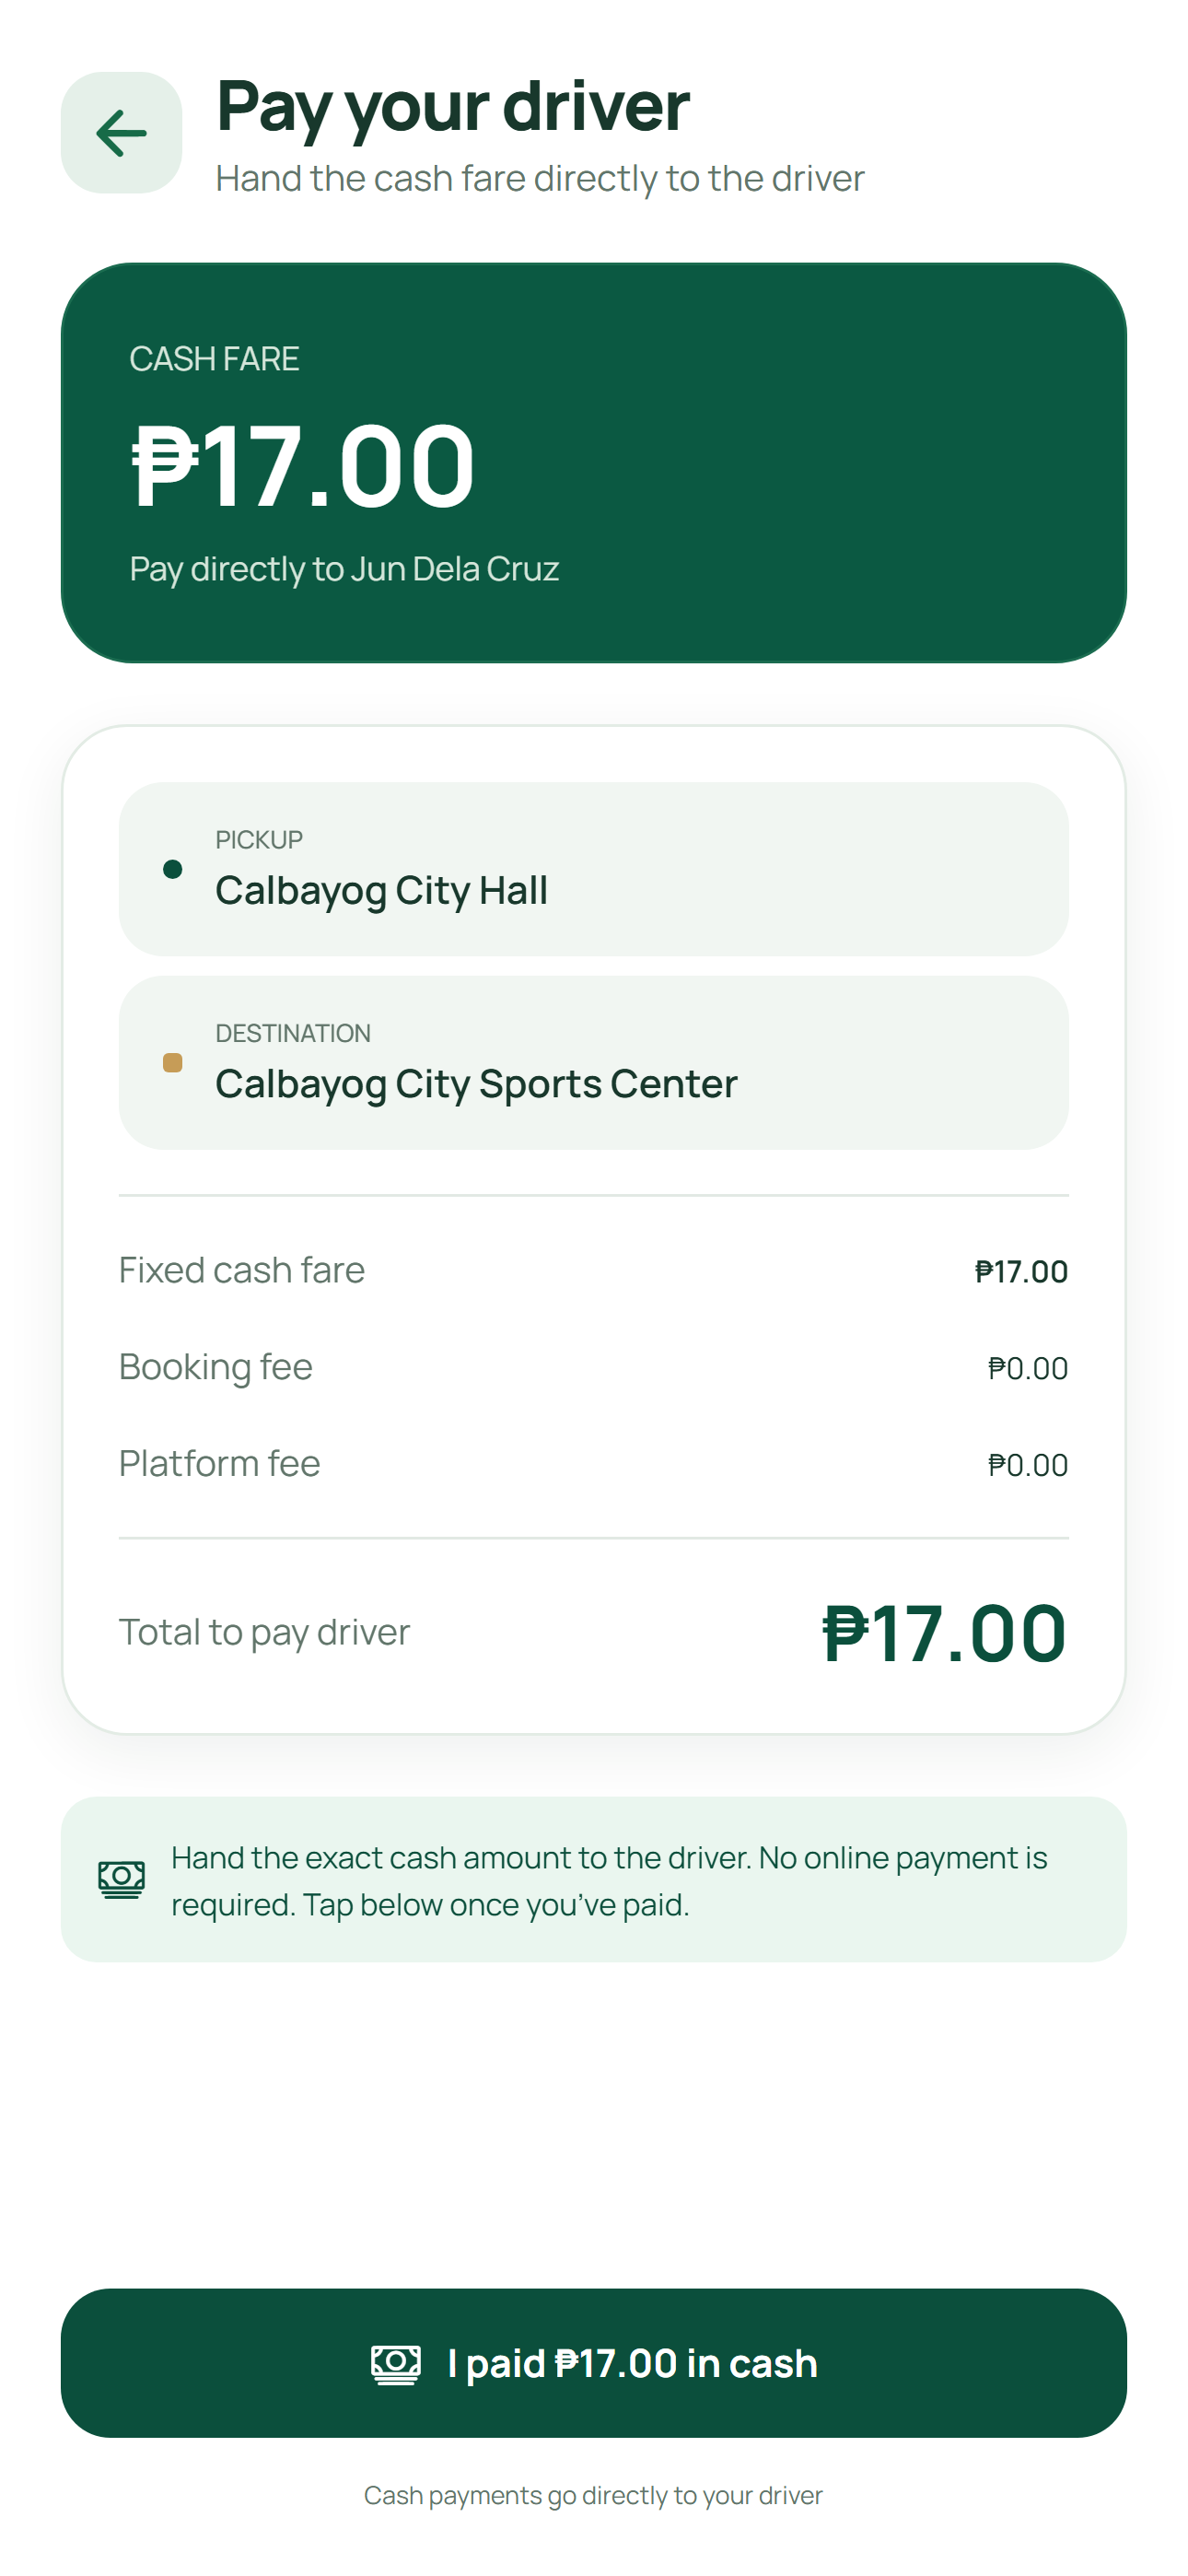 Pay your driver
Hand the cash fare directly to the driver
CASH FARE
₱17.00
Pay directly to Jun Dela Cruz
PICKUP
Calbayog City Hall
DESTINATION
Calbayog City Sports Center
Fixed cash fare ₱17.00
Booking fee ₱0.00
Platform fee ₱0.00
Total to pay driver ₱17.00
Hand the exact cash amount to the driver. No online payment is
required. Tap below once you’ve paid.
I paid ₱17.00 in cash
Cash payments go directly to your driver